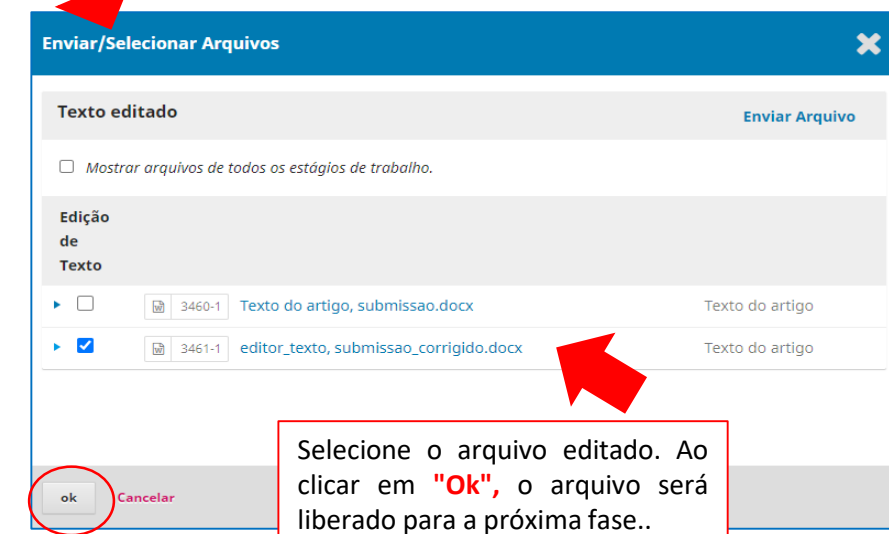 Enviar/Selecionar Arquivos
Texto editado
Enviar Arquivo
Mostrar arquivos de todos os estágios de trabalho.
Edição
de
Texto
3460-1 Texto do artigo, submissao.docx Texto do artigo
3461-1 editor_texto, submissao_corrigido.docx Texto do artigo
Selecione o arquivo editado. Ao
clicar em "Ok", o arquivo será
liberado para a próxima fase..
ok Cancelar